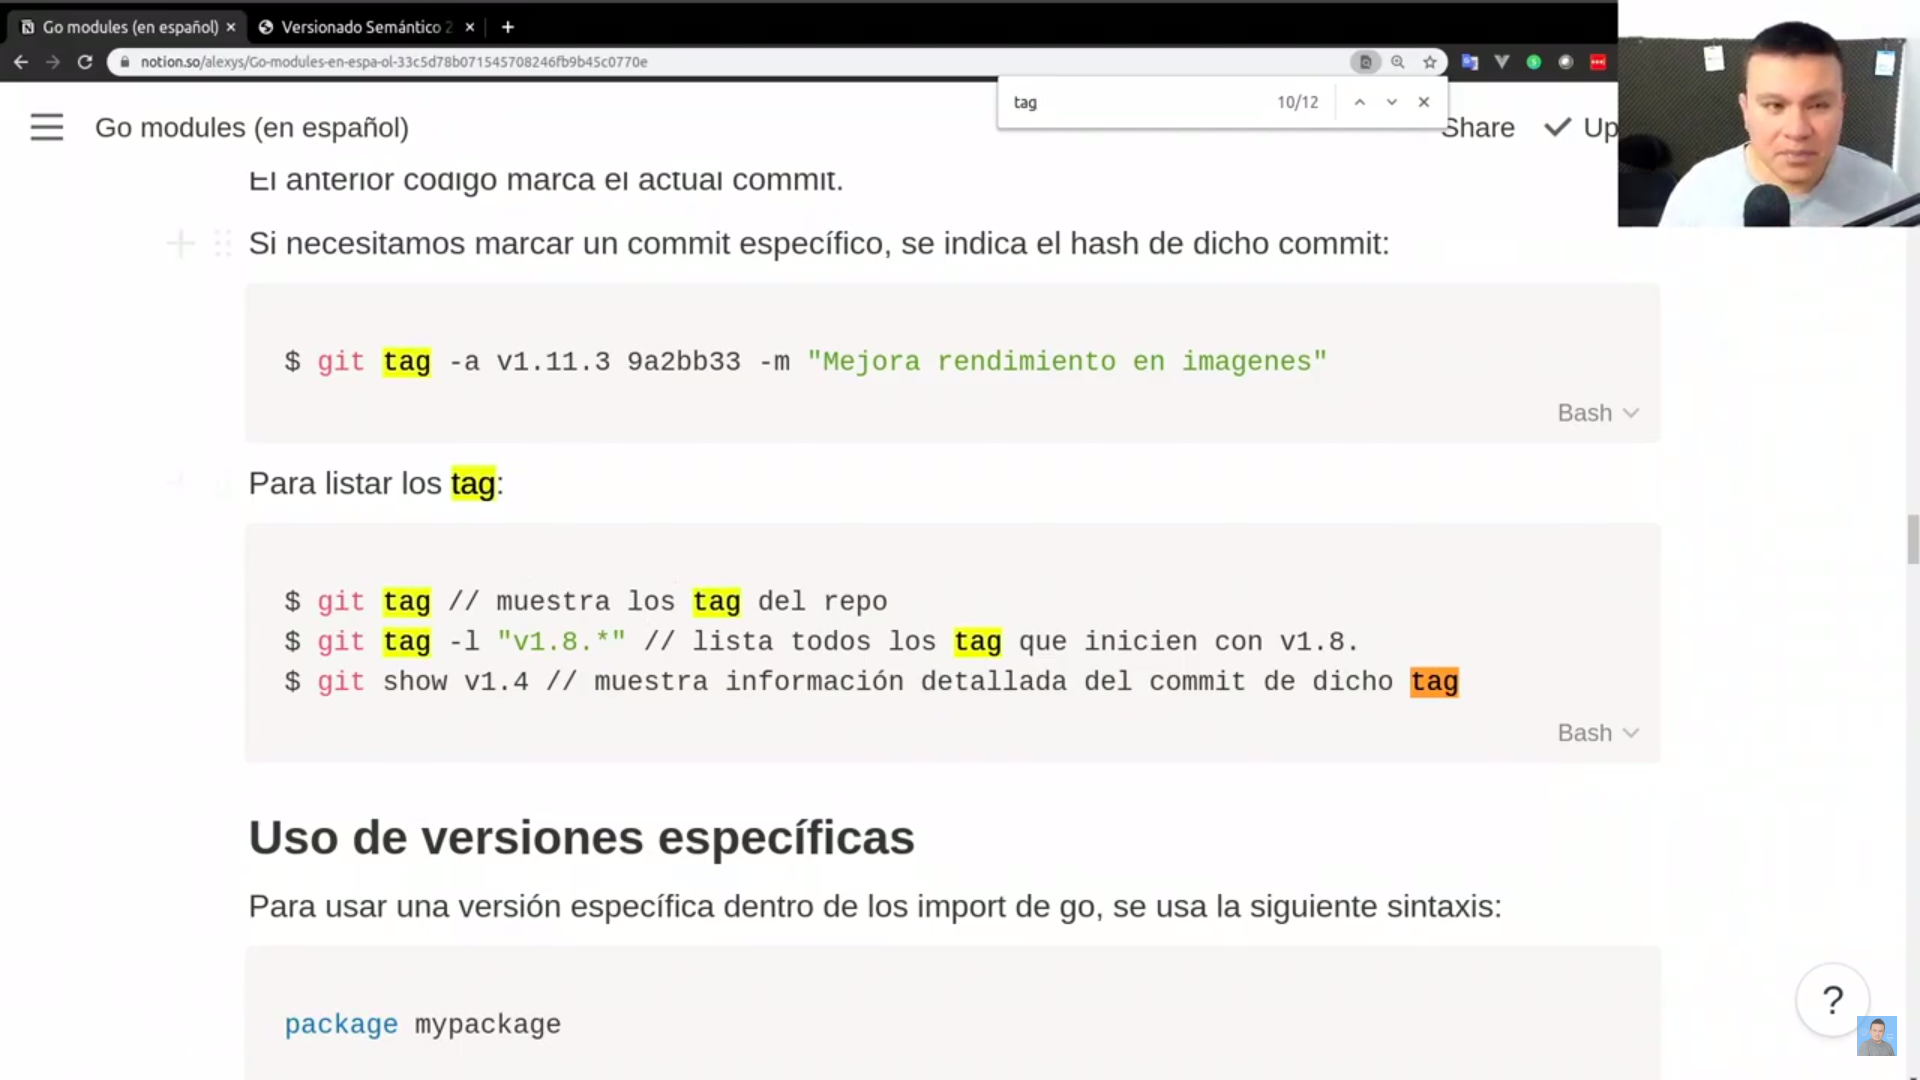 Go modules (en español)
Versionado Semántico 2
notion.so/alexys/Go-modules-en-espa-ol-33c5d78b071545708246fb9b45c0770e
tag 10/12
Go modules (en español)
Share Up
El anterior código marca el actual commit.
Si necesitamos marcar un commit específico, se indica el hash de dicho commit:
$ git tag -a v1.11.3 9a2bb33 -m "Mejora rendimiento en imagenes"
Bash
Para listar los tag:
$ git tag // muestra los tag del repo
$ git tag -l "v1.8.*" // lista todos los tag que inicien con v1.8.
$ git show v1.4 // muestra información detallada del commit de dicho tag
Bash
Uso de versiones específicas
Para usar una versión específica dentro de los import de go, se usa la siguiente sintaxis:
package mypackage
?